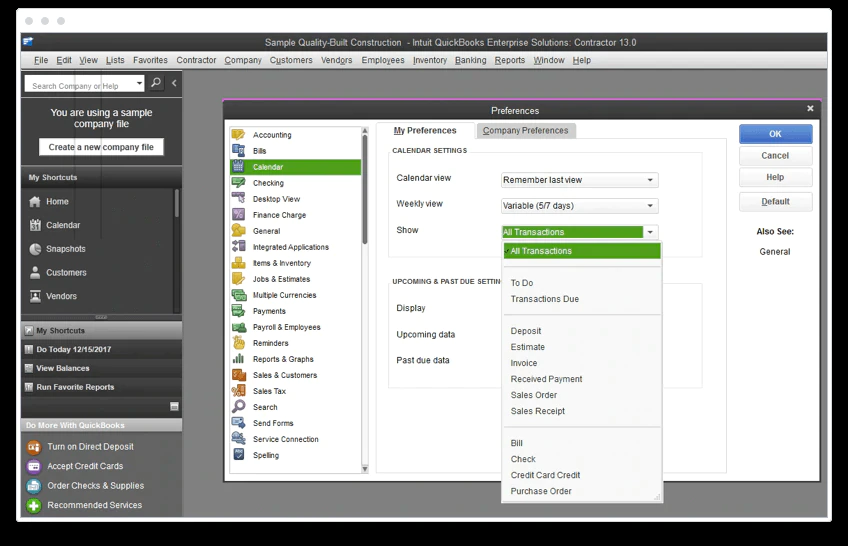 Sample Quality-Built Construction - Intuit QuickBooks Enterprise Solutions: Contractor 13.0
File Edit View Lists Favorites Contractor Company Customers Vendors Employees Inventory Banking Reports Window Help
Search Company or Help
You are using a sample
company file
Create a new company file
My Shortcuts
Home
Calendar
Snapshots
Customers
Vendors
My Shortcuts
Do Today 12/15/2017
View Balances
Run Favorite Reports
Do More With QuickBooks
Turn on Direct Deposit
Accept Credit Cards
Order Checks & Supplies
Recommended Services
Preferences
Accounting
Bills
Calendar
Checking
Desktop View
Finance Charge
General
Integrated Applications
Items & Inventory
Jobs & Estimates
Multiple Currencies
Payments
Payroll & Employees
Reminders
Reports & Graphs
Sales & Customers
Sales Tax
Search
Send Forms
Service Connection
Spelling
My Preferences Company Preferences
CALENDAR SETTINGS
Calendar view Remember last view
Weekly view Variable (5/7 days)
Show All Transactions
All Transactions
To Do
Transactions Due
Deposit
Estimate
Invoice
Received Payment
Sales Order
Sales Receipt
Bill
Check
Credit Card Credit
Purchase Order
UPCOMING & PAST DUE SETTIN
Display
Upcoming data
Past due data
OK
Cancel
Help
Default
Also See:
General